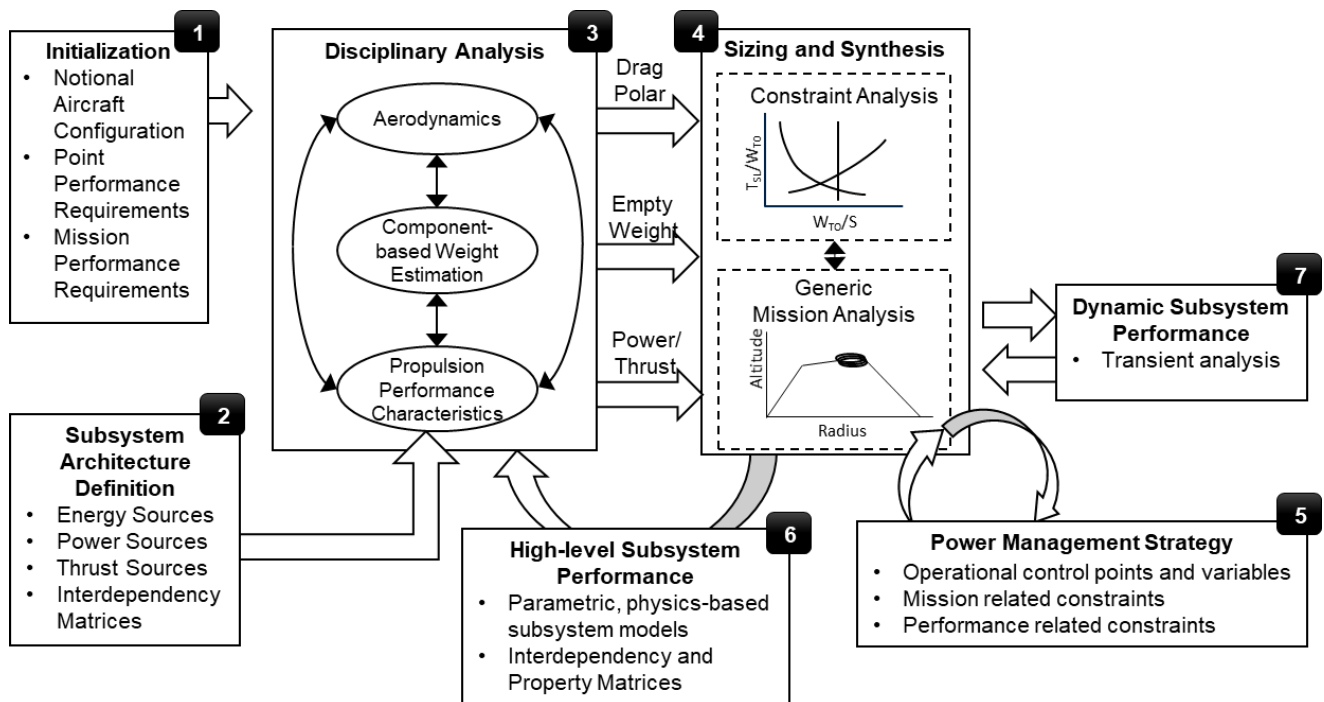 1
Initialization
• Notional
Aircraft
Configuration
• Point
Performance
Requirements
• Mission
Performance
Requirements
2
Subsystem
Architecture
Definition
• Energy Sources
• Power Sources
• Thrust Sources
• Interdependency
Matrices
3
Disciplinary Analysis
Aerodynamics
Component-
based Weight
Estimation
Propulsion
Performance
Characteristics
Drag
Polar
Empty
Weight
Power/
Thrust
4
Sizing and Synthesis
Constraint Analysis
T_SL/W_TO
W_TO/S
Generic
Mission Analysis
Altitude
Radius
7
Dynamic Subsystem
Performance
• Transient analysis
5
Power Management Strategy
• Operational control points and variables
• Mission related constraints
• Performance related constraints
6
High-level Subsystem
Performance
• Parametric, physics-based
subsystem models
• Interdependency and
Property Matrices